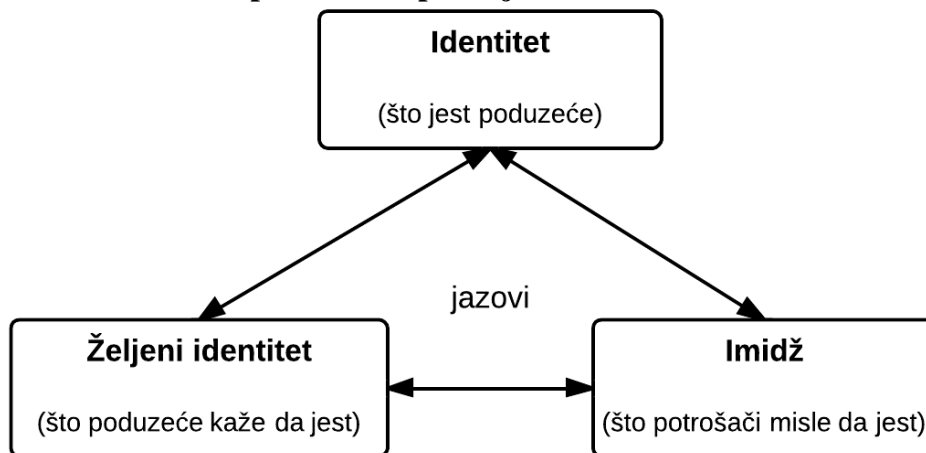 Identitet
(što jest poduzeće)
jazovi
Željeni identitet
(što poduzeće kaže da jest)
Imidž
(što potrošači misle da jest)